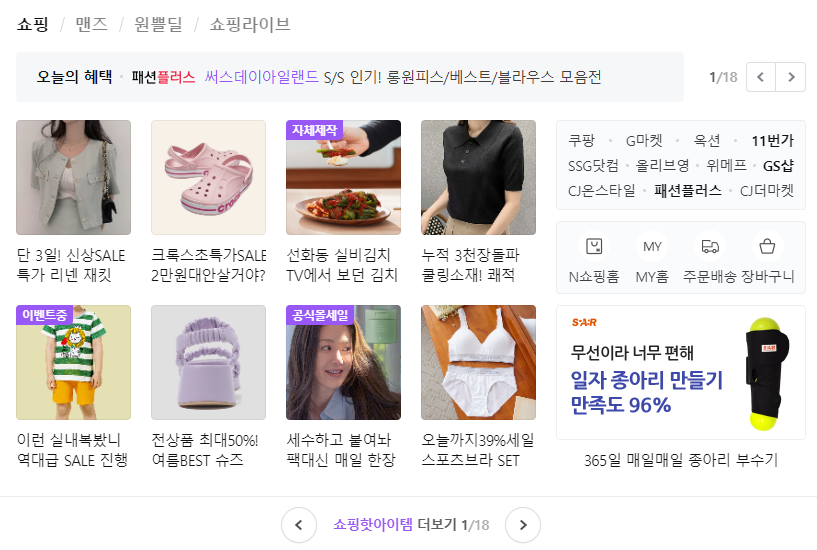 쇼핑 / 맨즈 / 원쁠딜 / 쇼핑라이브
오늘의 혜택 · 패션플러스 써스데이아일랜드 S/S 인기! 롱원피스/베스트/블라우스 모음전
1/18
자체제작
단 3일! 신상SALE
특가 리넨 재킷
크록스초특가SALE
2만원대안살거야?
선화동 실비김치
TV에서 보던 김치
누적 3천장돌파
쿨링소재! 쾌적
쿠팡 · G마켓 · 옥션 · 11번가
SSG닷컴 · 올리브영 · 위메프 · GS샵
CJ온스타일 · 패션플러스 · CJ더마켓
MY
N쇼핑홈 MY홈 주문배송 장바구니
이벤트중
공식몰세일
이런 실내복봤니
역대급 SALE 진행
전상품 최대50%!
여름BEST 슈즈
세수하고 붙여놔
팩대신 매일 한장
오늘까지39%세일
스포츠브라 SET
S:A:R
무선이라 너무 편해
일자 종아리 만들기
만족도 96%
365일 매일매일 종아리 부수기
쇼핑핫아이템 더보기 1/18